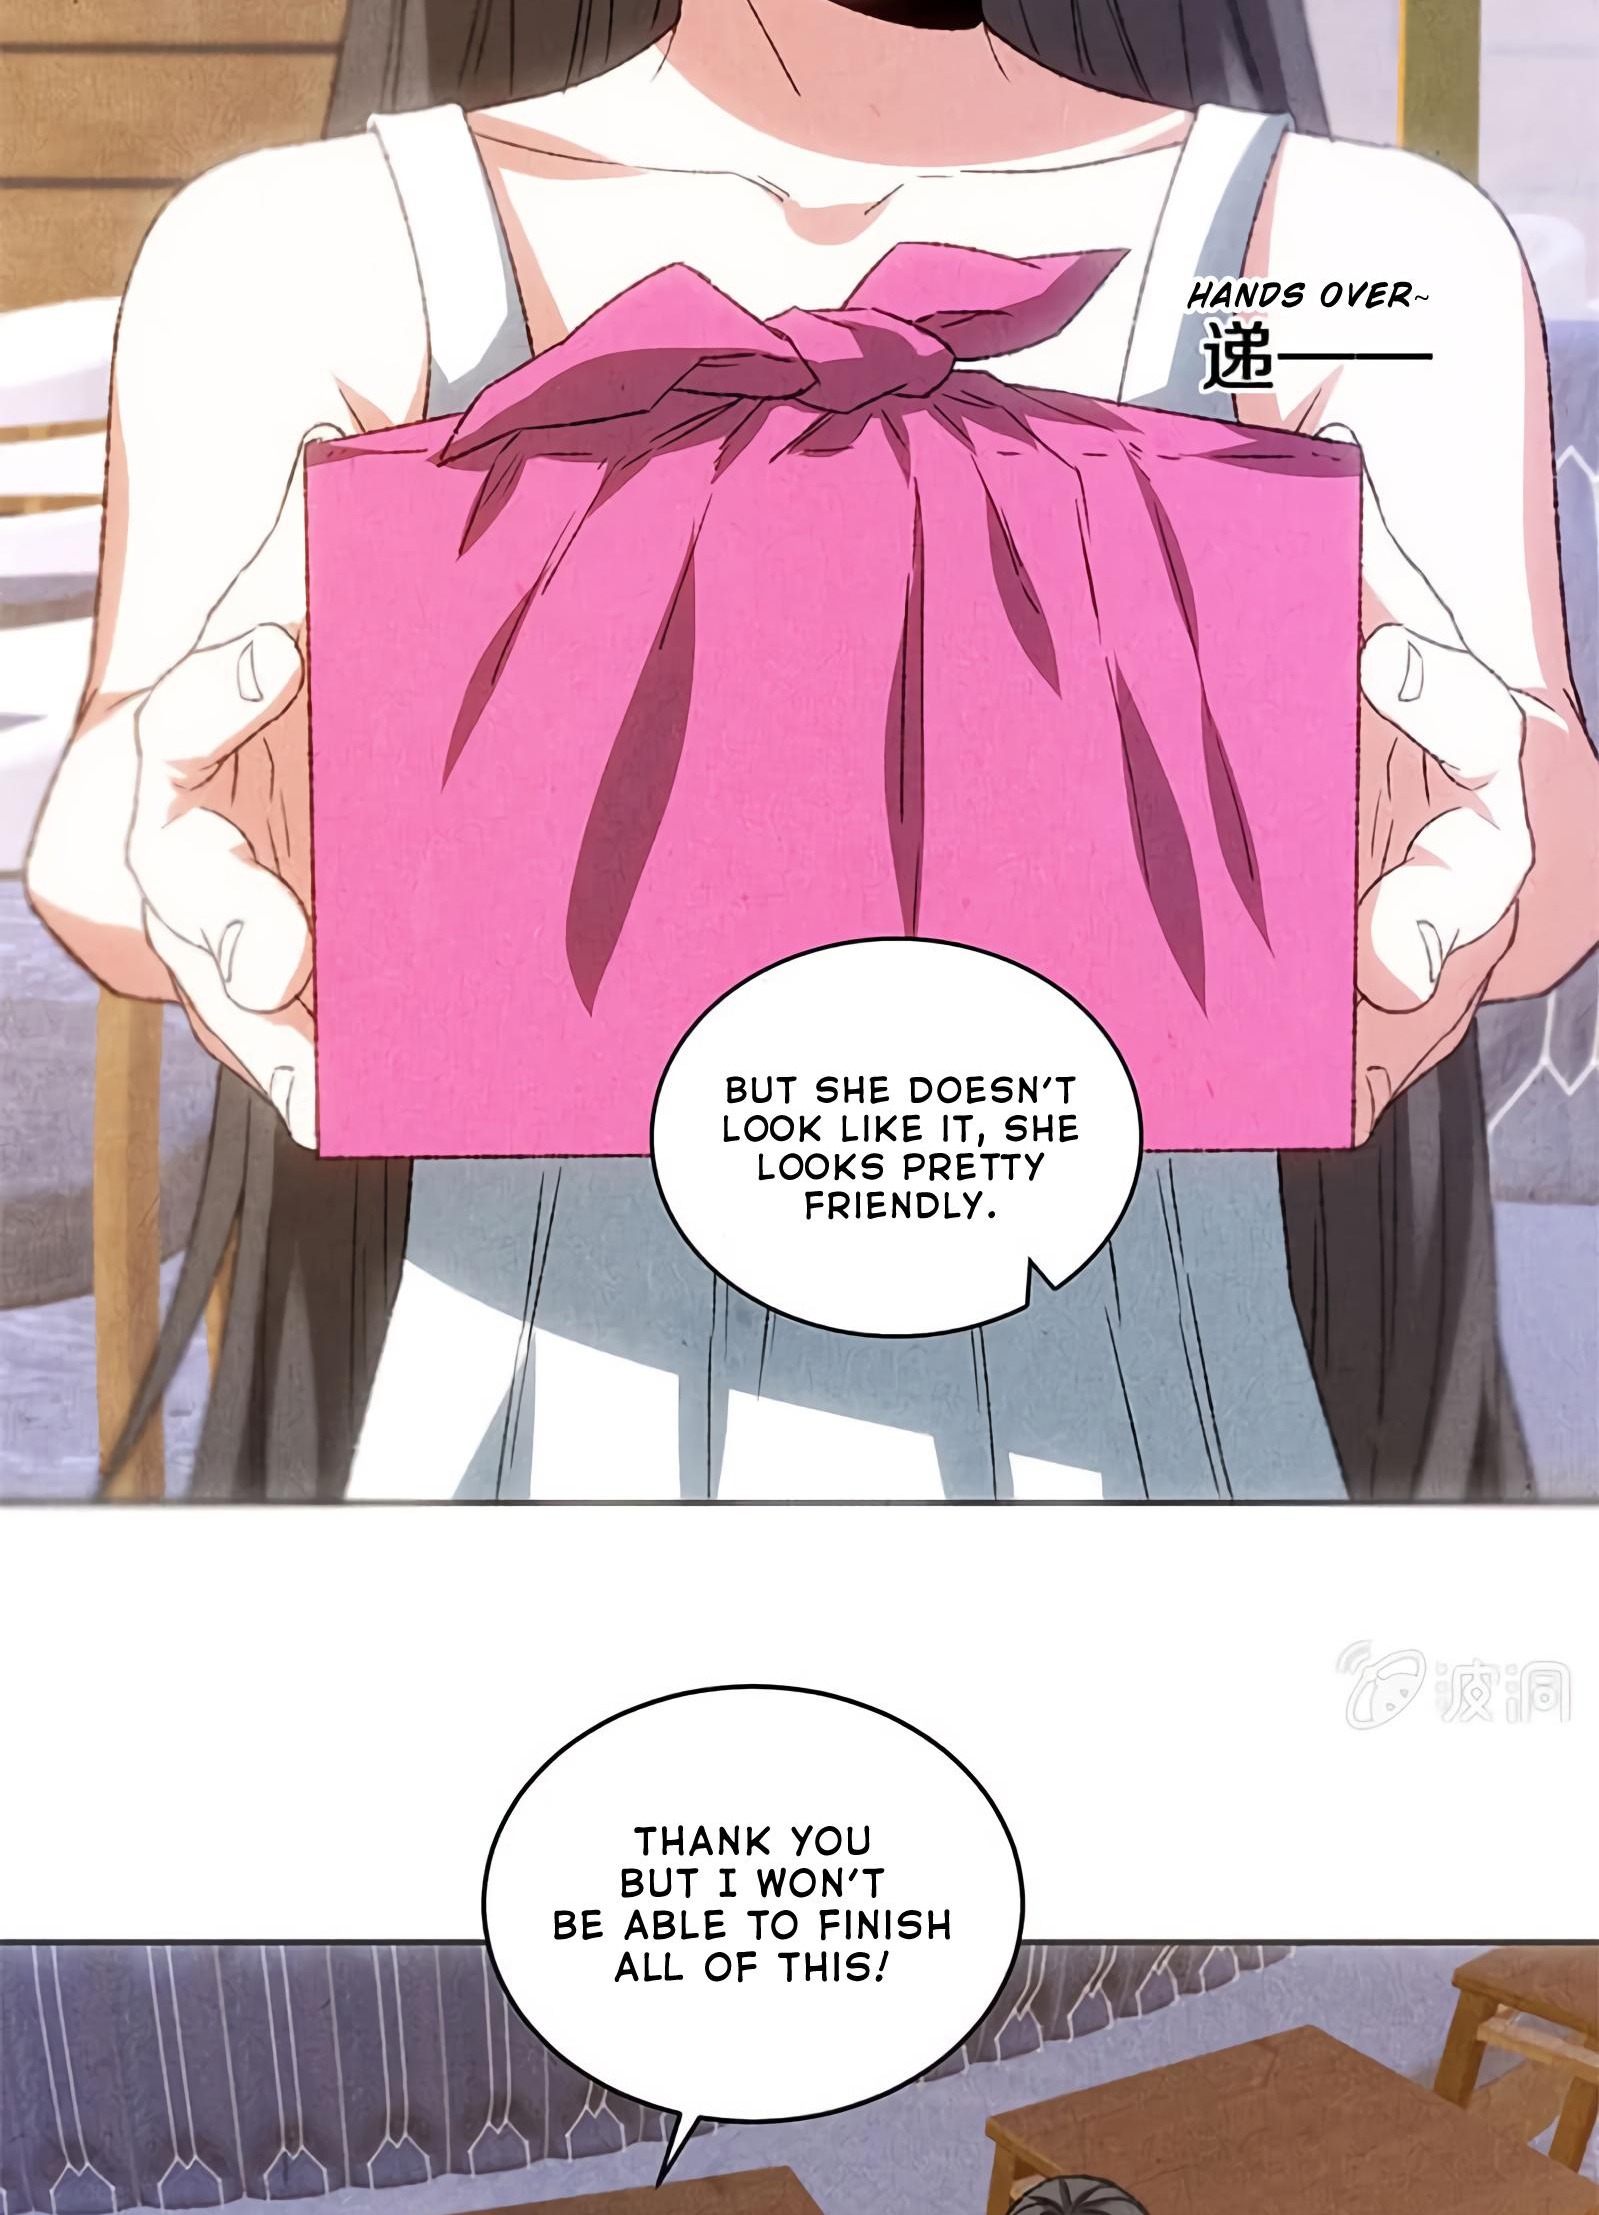 HANDS OVER~
递——
BUT SHE DOESN'T
LOOK LIKE IT, SHE
LOOKS PRETTY
FRIENDLY.
波洞
THANK YOU
BUT I WON'T
BE ABLE TO FINISH
ALL OF THIS!